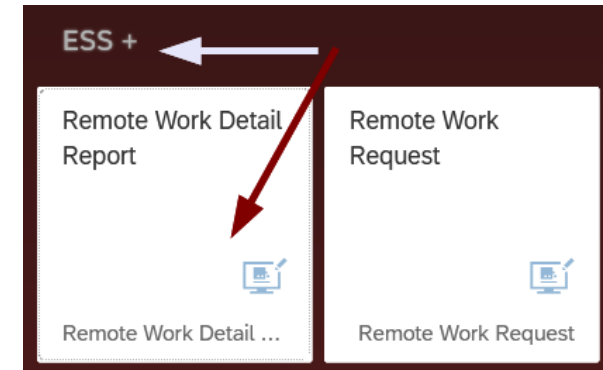 ESS +
Remote Work Detail
Report
Remote Work Detail ...
Remote Work
Request
Remote Work Request